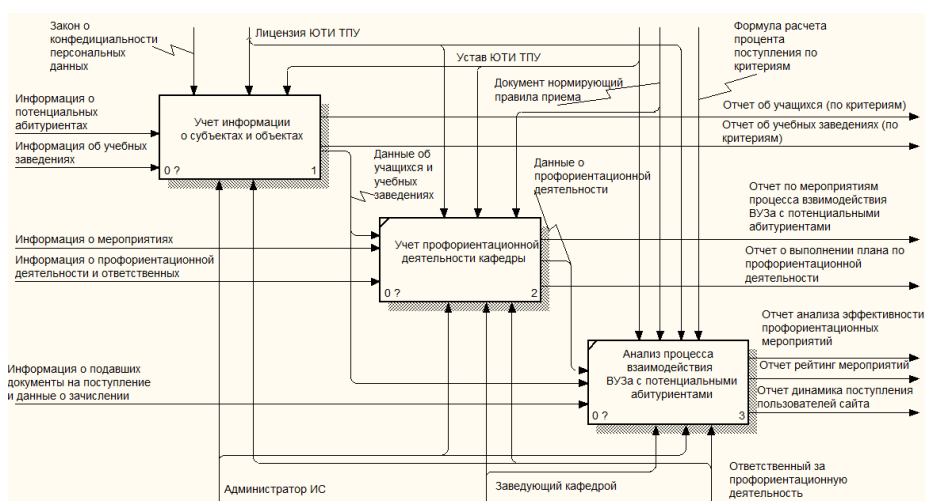 Закон о
конфедициальности
персональных
данных
Лицензия ЮТИ ТПУ
Устав ЮТИ ТПУ
Документ нормирующий
правила приема
Формула расчета
процента
поступления по
критериям
Информация о
потенциальных
абитуриентах
Информация об учебных
заведениях
Учет информации
о субъектах и объектах
0 ?
1
Отчет об учащихся (по критериям)
Отчет об учебных заведениях (по
критериям)
Данные об
учащихся и
учебных
заведениях
Данные о
профориентационной
деятельности
Отчет по мероприятиям
процесса взвимодействия
ВУЗа с потенциальными
абитуриентами
Информация о мероприятиях
Информация о профориентационной
деятельности и ответственных
Учет профориентационной
деятельности кафедры
0 ?
2
Отчет о выполнении плана по
профориентационной
деятельности
Отчет анализа эффективности
профориентационных
мероприятий
Отчет рейтинг мероприятий
Отчет динамика поступления
пользователей сайта
Информация о подавших
документы на поступление
и данные о зачислении
Анализ процесса
взаимодействия
ВУЗа с потенциальными
абитуриентами
0 ?
3
Администратор ИС
Заведующий кафедрой
Ответственный за
профориентационную
деятельность